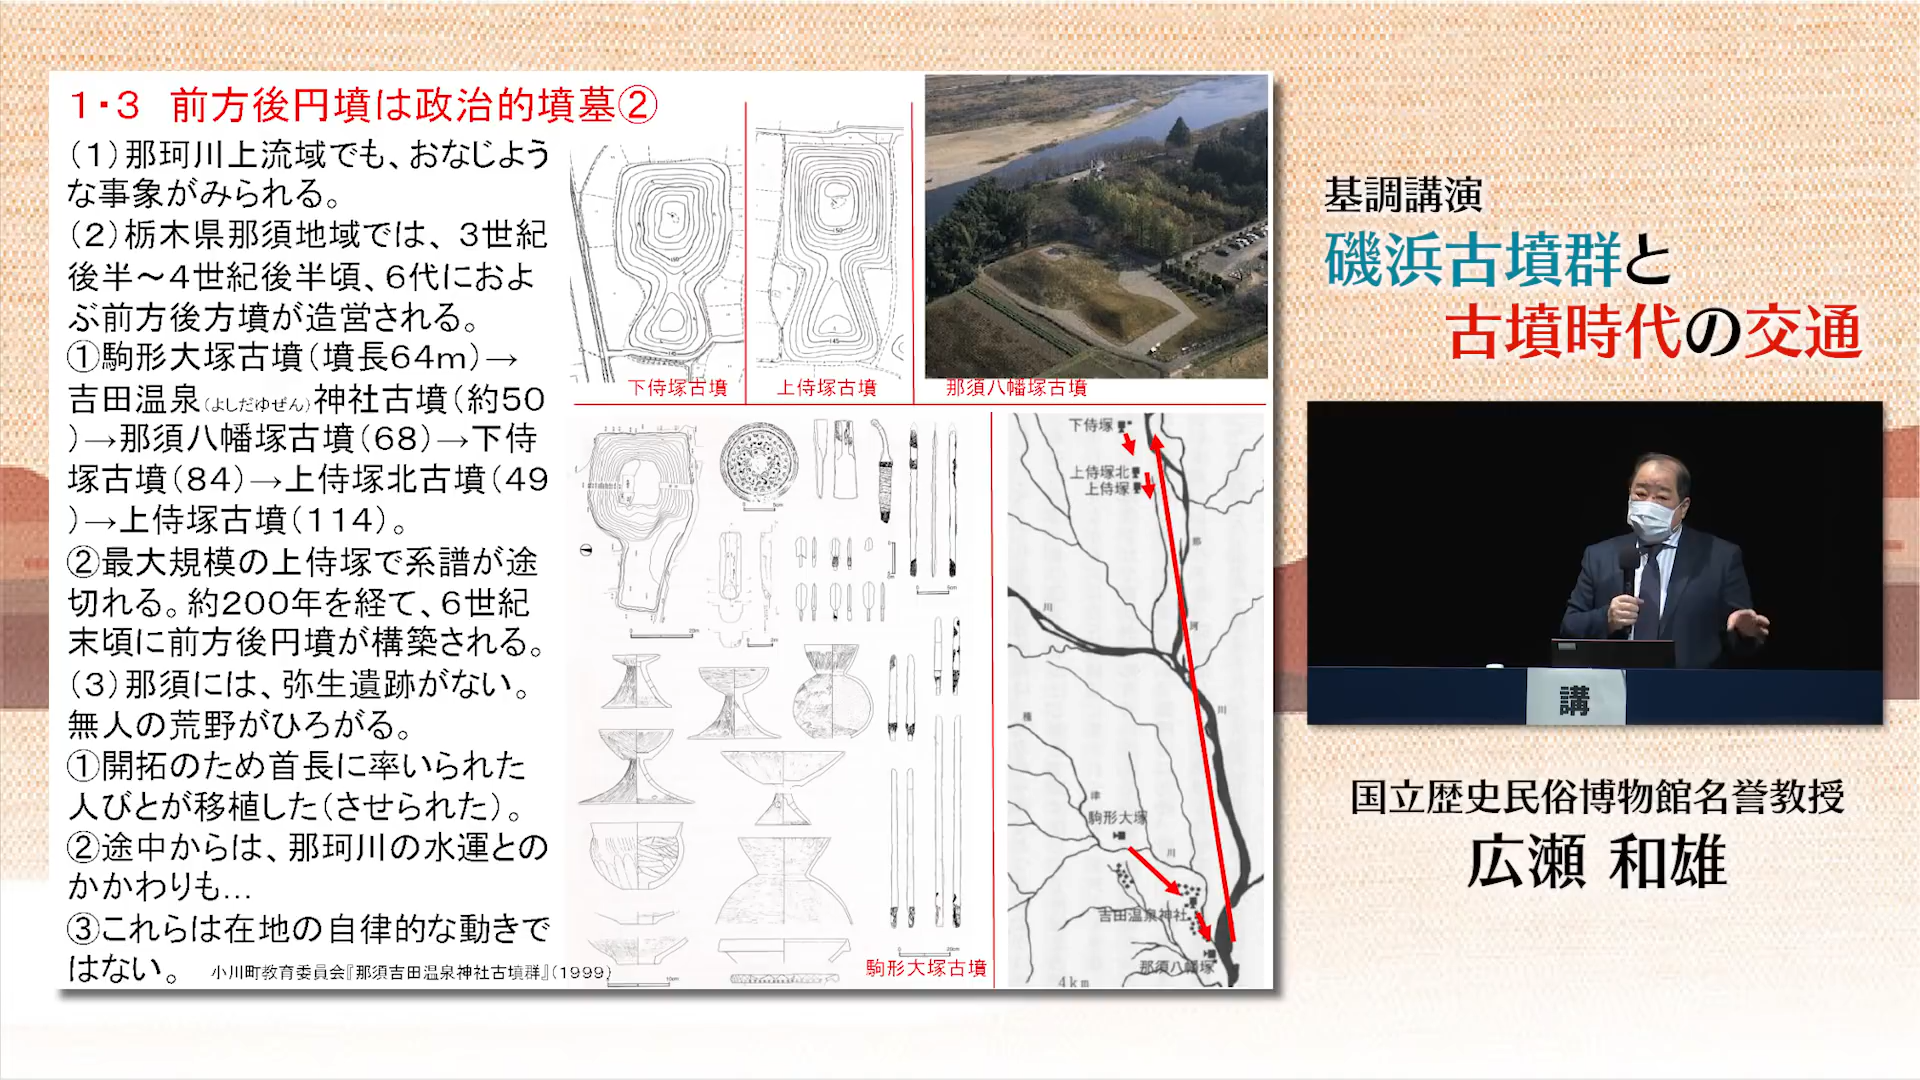 1・3　前方後円墳は政治的墳墓②
（1）那珂川上流域でも、おなじよう
な事象がみられる。
（2）栃木県那須地域では、3世紀
後半～4世紀後半頃、6代におよ
ぶ前方後方墳が造営される。
①駒形大塚古墳（墳長64m）→
吉田温泉（よしだゆぜん）神社古墳（約50
）→那須八幡塚古墳（68）→下侍
塚古墳（84）→上侍塚北古墳（49
）→上侍塚古墳（114）。
②最大規模の上侍塚で系譜が途
切れる。約200年を経て、6世紀
末頃に前方後円墳が構築される。
（3）那須には、弥生遺跡がない。
無人の荒野がひろがる。
①開拓のため首長に率いられた
人びとが移植した（させられた）。
②途中からは、那珂川の水運との
かかわりも…
③これらは在地の自律的な動きで
はない。
小川町教育委員会『那須吉田温泉神社古墳群』（1999）
下侍塚古墳
上侍塚古墳
那須八幡塚古墳
駒形大塚古墳
下侍塚
上侍塚北
上侍塚
那
珂
川
川
駒形大塚
川
吉田温泉神社
那須八幡塚
4km
基調講演
磯浜古墳群と
古墳時代の交通
講
国立歴史民俗博物館名誉教授
広瀬 和雄